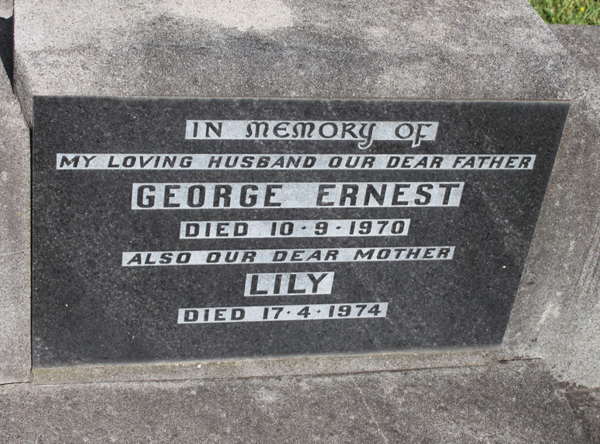 IN MEMORY OF
MY LOVING HUSBAND OUR DEAR FATHER
GEORGE ERNEST
DIED 10·9·1970
ALSO OUR DEAR MOTHER
LILY
DIED 17·4·1974